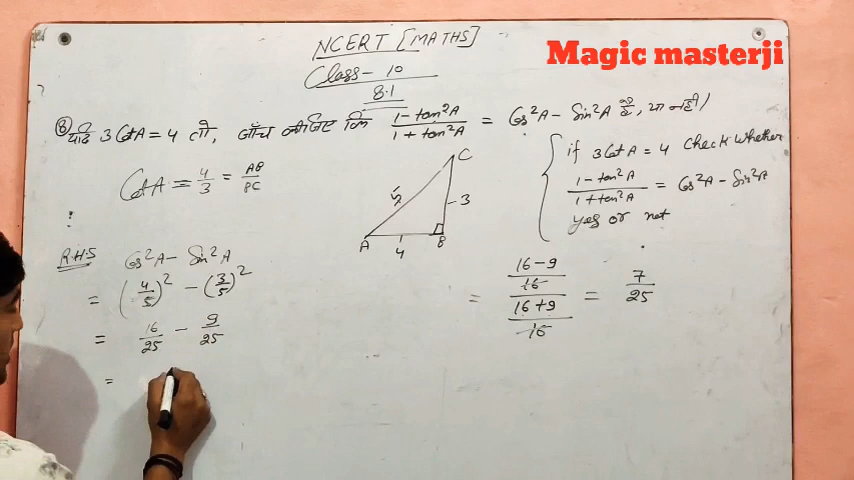 NCERT [MATHS]
Magic masterji
Class - 10
8.1
(8) यदि 3 Cot A = 4 तो, जाँच कीजिए कि (1 - tan²A)/(1 + tan²A) = Cos²A - Sin²A है, या नहीं/
Cot A = 4/3 = AB/BC
C
5
3
A
4
B
if 3 Cot A = 4 Check whether
(1 - tan²A)/(1 + tan²A) = Cos²A - Sin²A
yes or not
R.H.S Cos²A - Sin²A
= (4/5)² - (3/5)²
= 16/25 - 9/25
=
= ((16 - 9)/16)/((16 + 9)/16) = 7/25